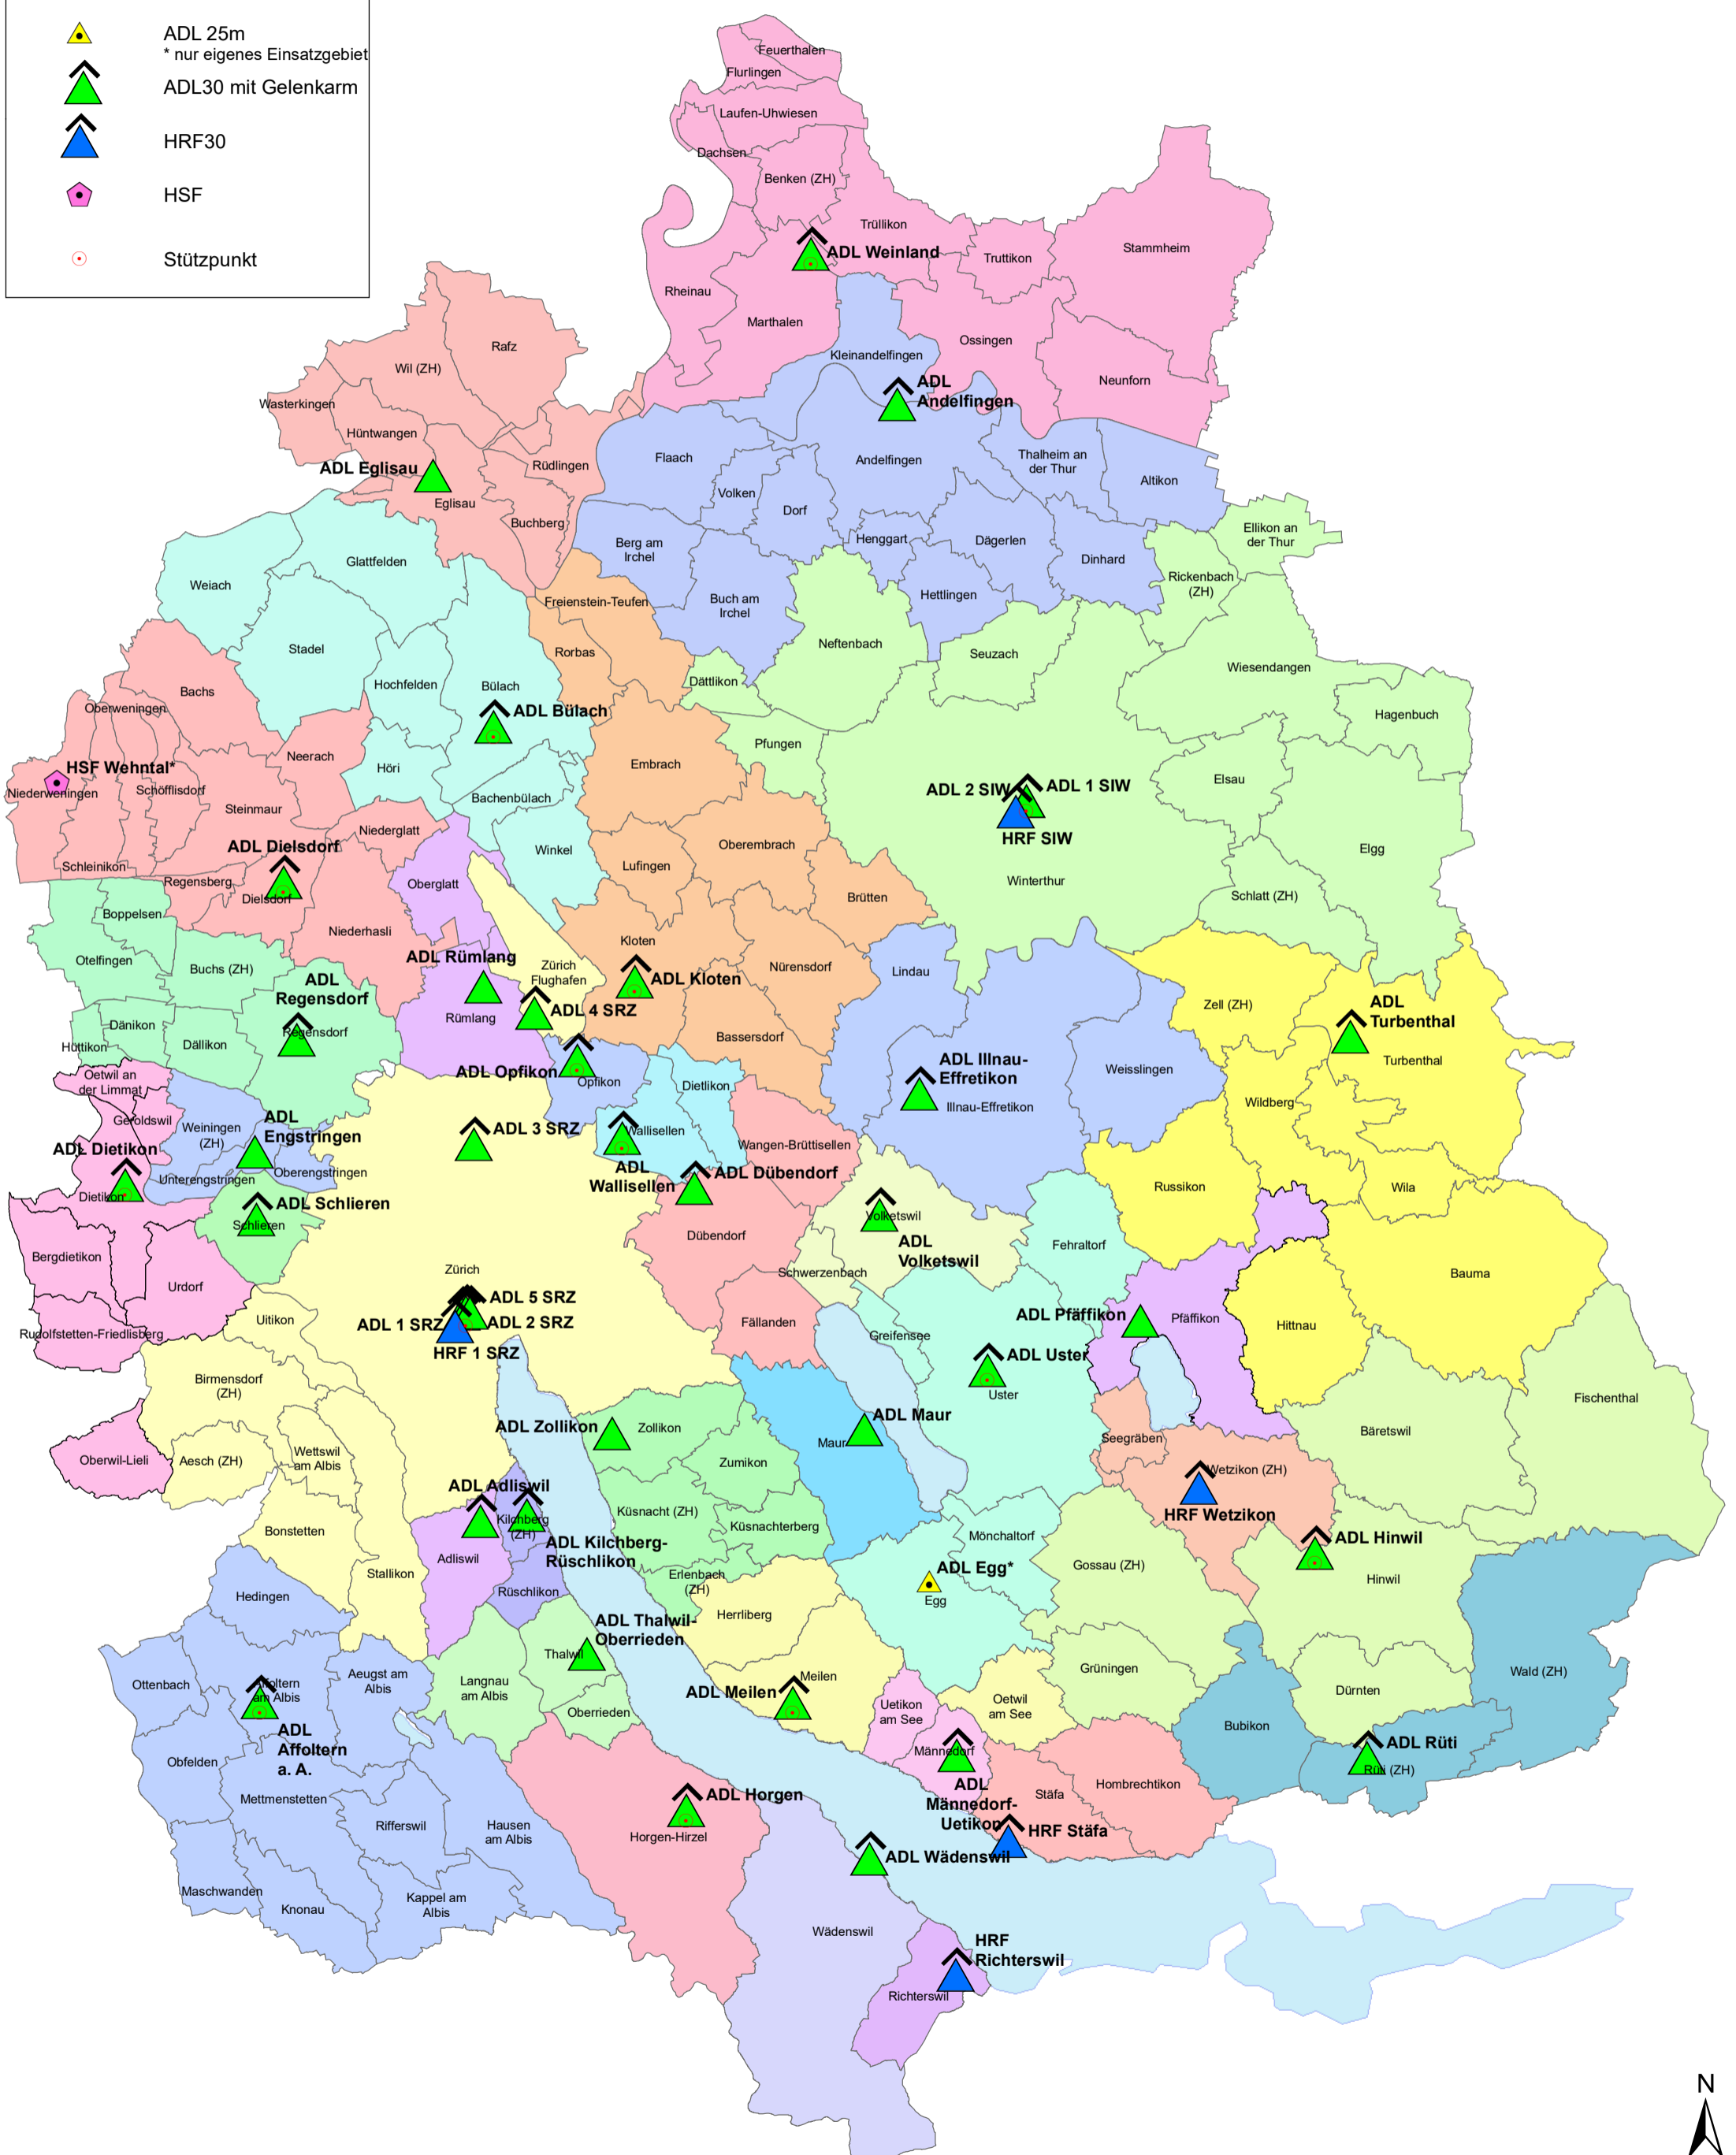 ADL 25m
* nur eigenes Einsatzgebiet
ADL30 mit Gelenkarm
HRF30
HSF
Stützpunkt
Feuerthalen
Flurlingen
Laufen-Uhwiesen
Dachsen
Benken (ZH)
Trüllikon
ADL Weinland
Truttikon
Stammheim
Rheinau
Marthalen
Ossingen
Kleinandelfingen
Neunforn
ADL
Andelfingen
Rafz
Wil (ZH)
Wasterkingen
Hüntwangen
ADL Eglisau
Rüdlingen
Eglisau
Buchberg
Flaach
Andelfingen
Thalheim an
der Thur
Altikon
Volken
Dorf
Berg am
Irchel
Henggart
Dägerlen
Dinhard
Ellikon an
der Thur
Rickenbach
(ZH)
Buch am
Irchel
Hettlingen
Glattfelden
Weiach
Stadel
Freienstein-Teufen
Rorbas
Neftenbach
Seuzach
Wiesendangen
Dättlikon
Hochfelden
Bülach
ADL Bülach
Bachs
Oberweningen
Hagenbuch
Pfungen
Neerach
Höri
Embrach
Elsau
HSF Wehntal*
Niederweningen
Schöfflisdorf
Steinmaur
Bachenbülach
ADL 2 SIW
ADL 1 SIW
HRF SIW
Niederglatt
ADL Dielsdorf
Winkel
Oberembrach
Elgg
Schleinikon
Regensberg
Dielsdorf
Oberglatt
Lufingen
Winterthur
Schlatt (ZH)
Brütten
Boppelsen
Niederhasli
Otelfingen
Buchs (ZH)
ADL Rümlang
Zürich
Flughafen
Kloten
ADL Kloten
Nürensdorf
Lindau
ADL
Regensdorf
Regensdorf
Rümlang
ADL 4 SRZ
Zell (ZH)
ADL
Turbenthal
Turbenthal
Dänikon
Hüttikon
Dällikon
Bassersdorf
ADL Opfikon
Opfikon
Dietlikon
ADL Illnau-
Effretikon
Illnau-Effretikon
Weisslingen
Wildberg
Oetwil an
der Limmat
Geroldswil
Weiningen
(ZH)
ADL
Engstringen
ADL 3 SRZ
Wallisellen
Wangen-Brüttisellen
ADL Dietikon
Dietikon
Unterengstringen
Oberengstringen
ADL
Wallisellen
ADL Dübendorf
Russikon
Wila
ADL Schlieren
Schlieren
Volketswil
ADL
Volketswil
Dübendorf
Fehraltorf
Bergdietikon
Urdorf
Zürich
Schwerzenbach
Bauma
ADL 5 SRZ
ADL 1 SRZ
ADL 2 SRZ
HRF 1 SRZ
Uitikon
Rudolfstetten-Friedlisberg
Fällanden
Greifensee
ADL Pfäffikon
Pfäffikon
Hittnau
ADL Uster
Uster
Birmensdorf
(ZH)
Fischenthal
ADL Zollikon
Zollikon
Maur
ADL Maur
Seegräben
Bäretswil
Oberwil-Lieli
Aesch (ZH)
Wettswil
am Albis
Zumikon
Wetzikon (ZH)
HRF Wetzikon
ADL Adliswil
Kilchberg
(ZH)
Küsnacht (ZH)
Küsnachterberg
Bonstetten
ADL Kilchberg-
Rüschlikon
Mönchaltorf
ADL Hinwil
Adliswil
Stallikon
Erlenbach
(ZH)
ADL Egg*
Egg
Gossau (ZH)
Hinwil
Hedingen
Rüschlikon
Herrliberg
ADL Thalwil-
Oberrieden
Thalwil
Ottenbach
Affoltern
am Albis
Aeugst am
Albis
Langnau
am Albis
Meilen
ADL Meilen
Grüningen
Wald (ZH)
Oberrieden
Uetikon
am See
Oetwil
am See
Dürnten
Bubikon
ADL
Affoltern
a. A.
Männedorf
ADL Rüti
Rüti (ZH)
Obfelden
Mettmenstetten
Rifferswil
Hausen
am Albis
ADL Horgen
Horgen-Hirzel
ADL
Männedorf-
Uetikon
Stäfa
Hombrechtikon
HRF Stäfa
ADL Wädenswil
Maschwanden
Knonau
Kappel am
Albis
Wädenswil
HRF
Richterswil
Richterswil
N